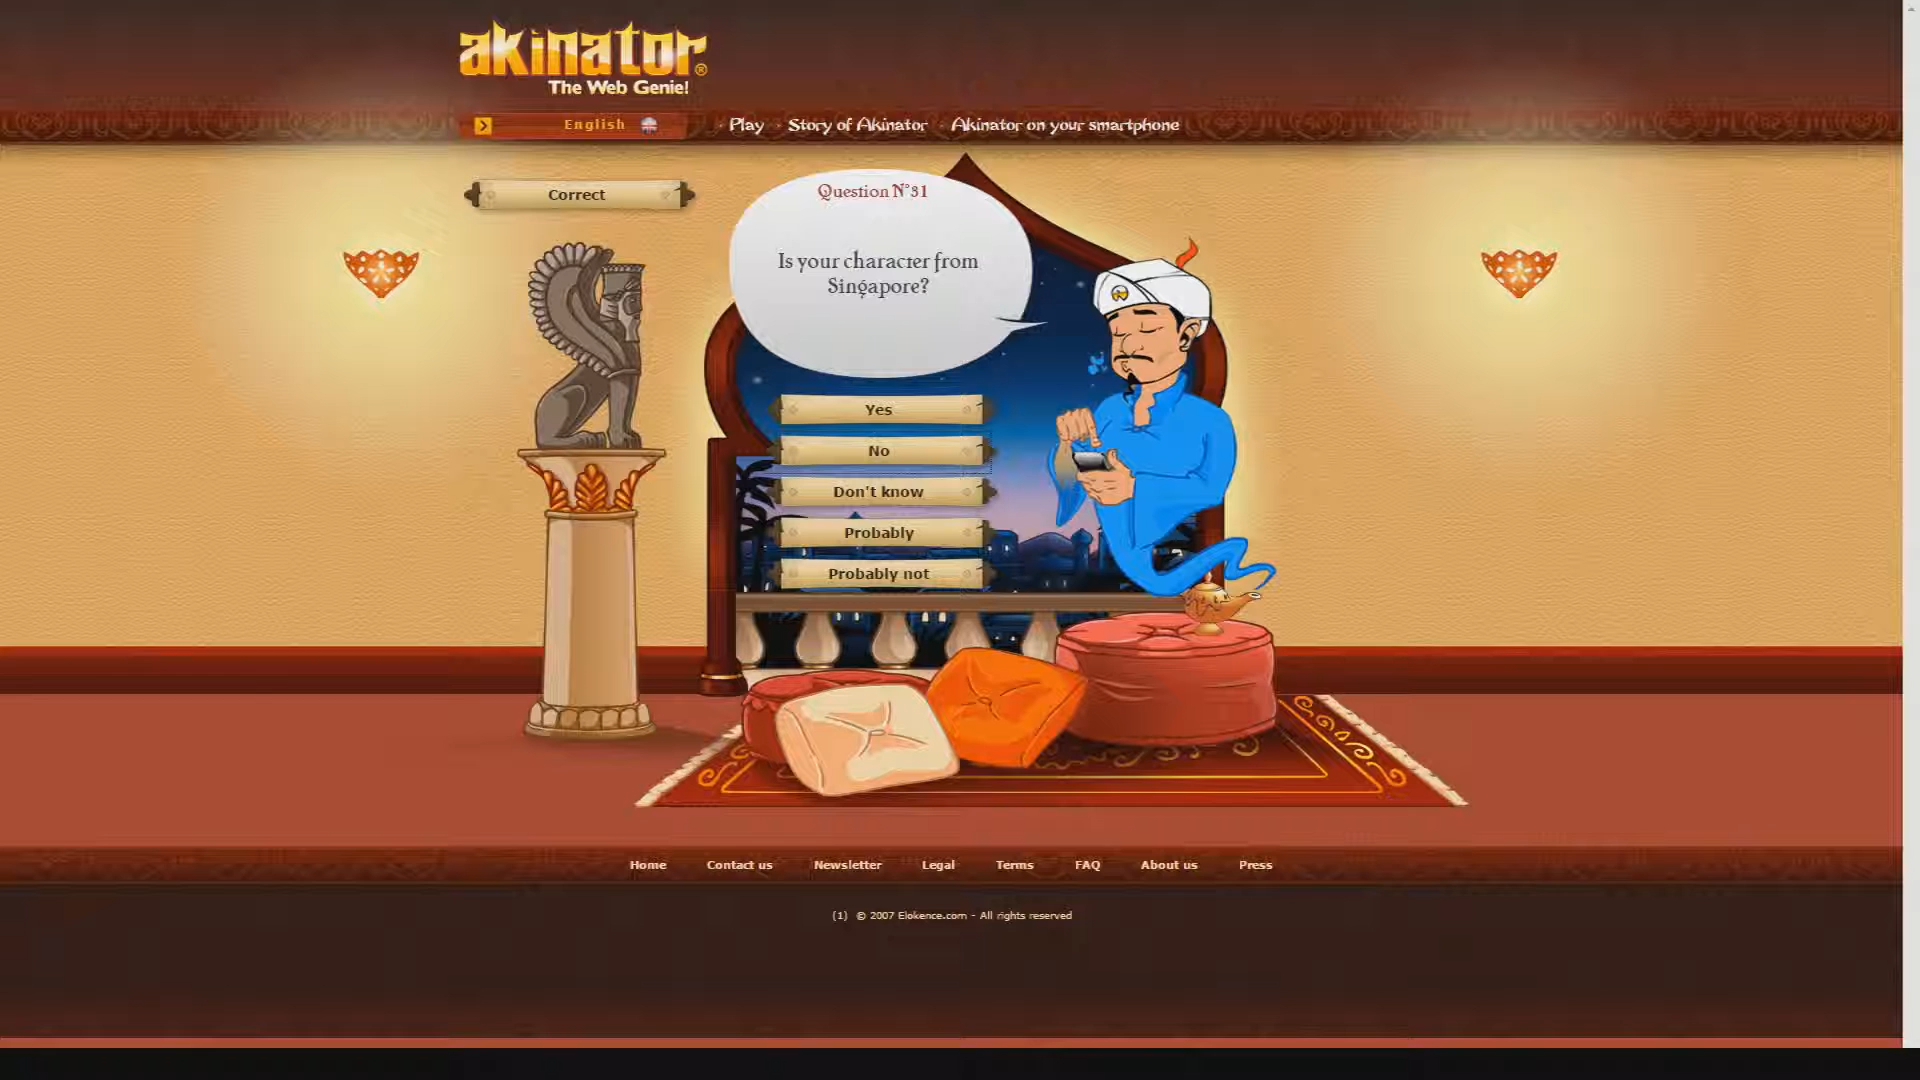 akinator®
The Web Genie!
English
Play
Story of Akinator
Akinator on your smartphone
Correct
Question N°31
Is your character from
Singapore?
Yes
No
Don't know
Probably
Probably not
Home Contact us Newsletter Legal Terms FAQ About us Press
(1) © 2007 Elokence.com - All rights reserved